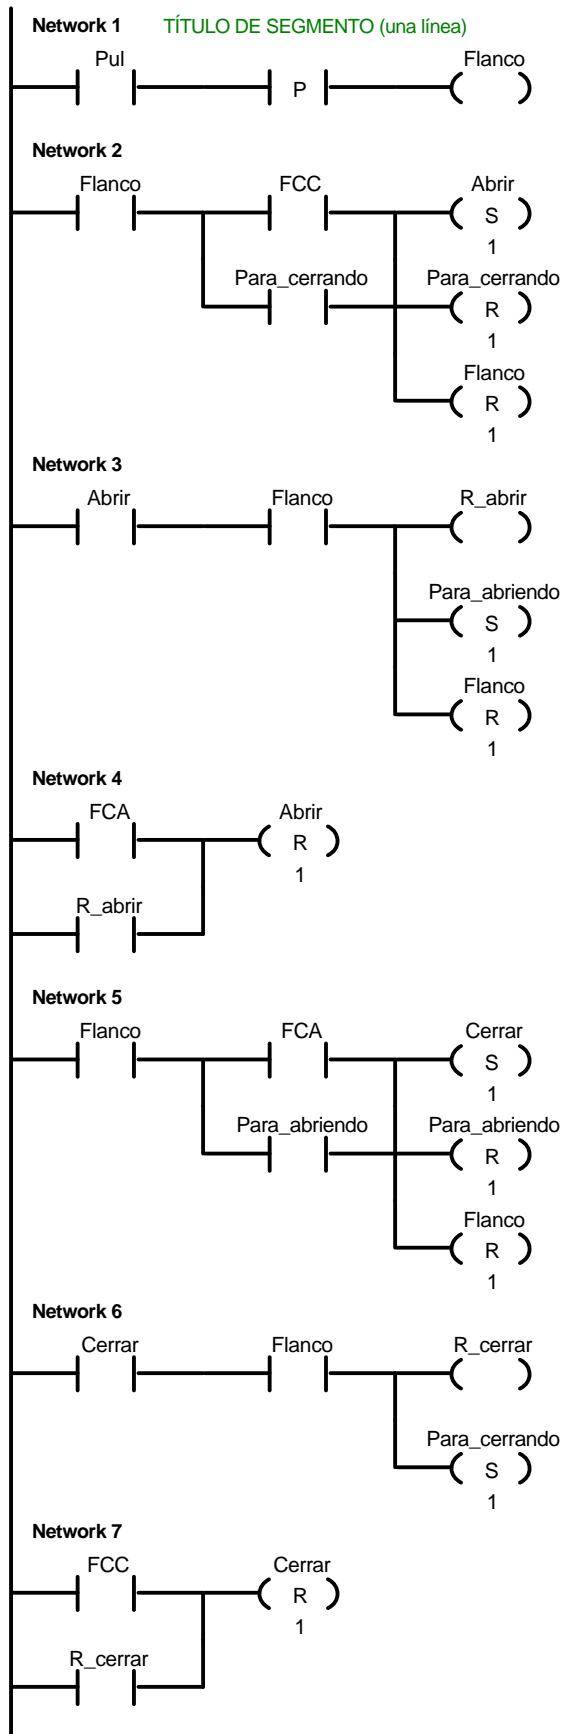 Network 1 TÍTULO DE SEGMENTO (una línea)
Pul Flanco
P
Network 2
Flanco FCC Abrir
S
1
Para_cerrando Para_cerrando
R
1
Flanco
R
1
Network 3
Abrir Flanco R_abrir
Para_abriendo
S
1
Flanco
R
1
Network 4
FCA Abrir
R
1
R_abrir
Network 5
Flanco FCA Cerrar
S
1
Para_abriendo Para_abriendo
R
1
Flanco
R
1
Network 6
Cerrar Flanco R_cerrar
Para_cerrando
S
1
Network 7
FCC Cerrar
R
1
R_cerrar